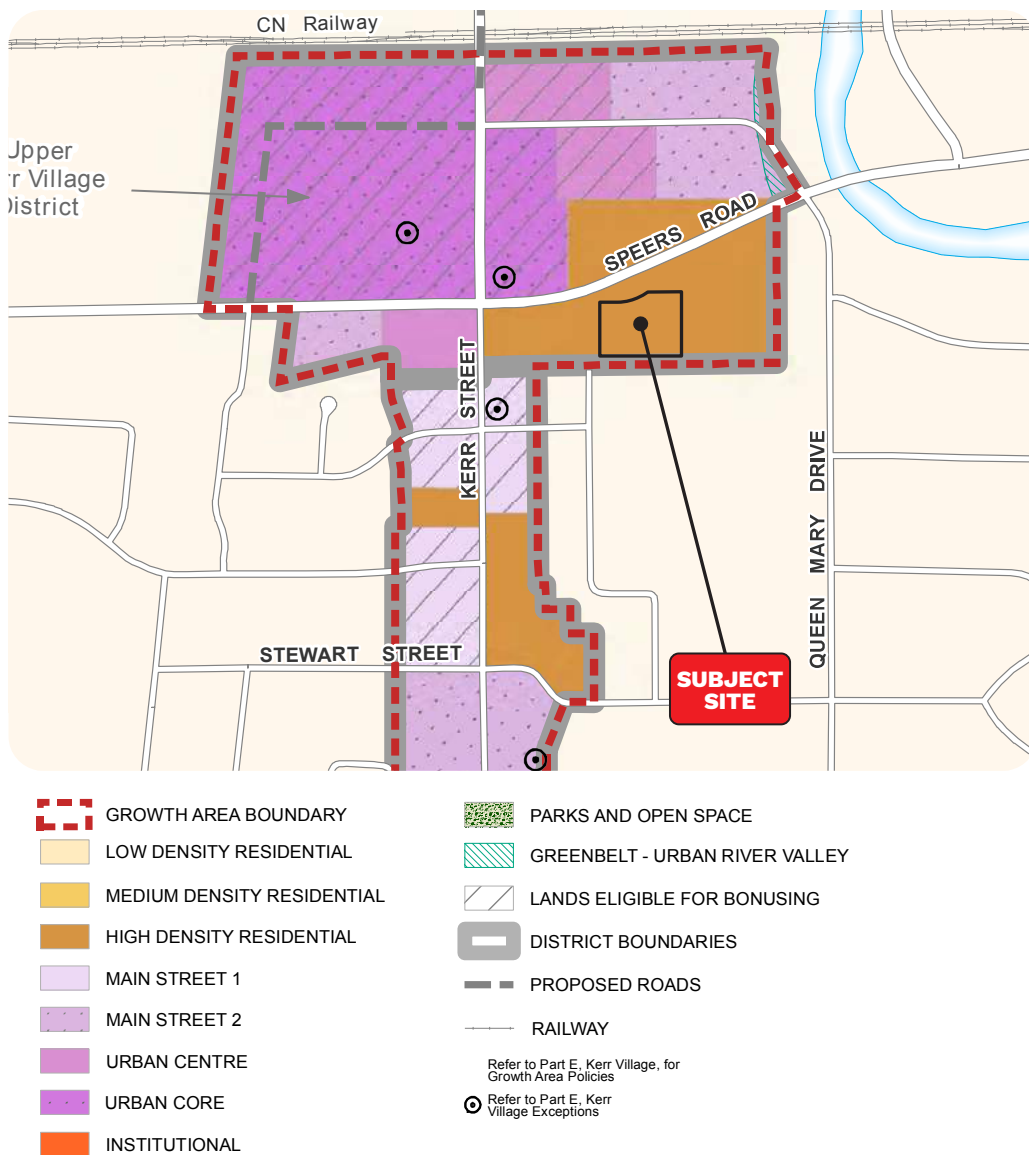 CN Railway
Upper
rr Village
District
SPEERS ROAD
KERR STREET
QUEEN MARY DRIVE
STEWART STREET
SUBJECT
SITE
GROWTH AREA BOUNDARY
LOW DENSITY RESIDENTIAL
MEDIUM DENSITY RESIDENTIAL
HIGH DENSITY RESIDENTIAL
MAIN STREET 1
MAIN STREET 2
URBAN CENTRE
URBAN CORE
INSTITUTIONAL
PARKS AND OPEN SPACE
GREENBELT - URBAN RIVER VALLEY
LANDS ELIGIBLE FOR BONUSING
DISTRICT BOUNDARIES
PROPOSED ROADS
RAILWAY
Refer to Part E, Kerr Village, for
Growth Area Policies
Refer to Part E, Kerr
Village Exceptions